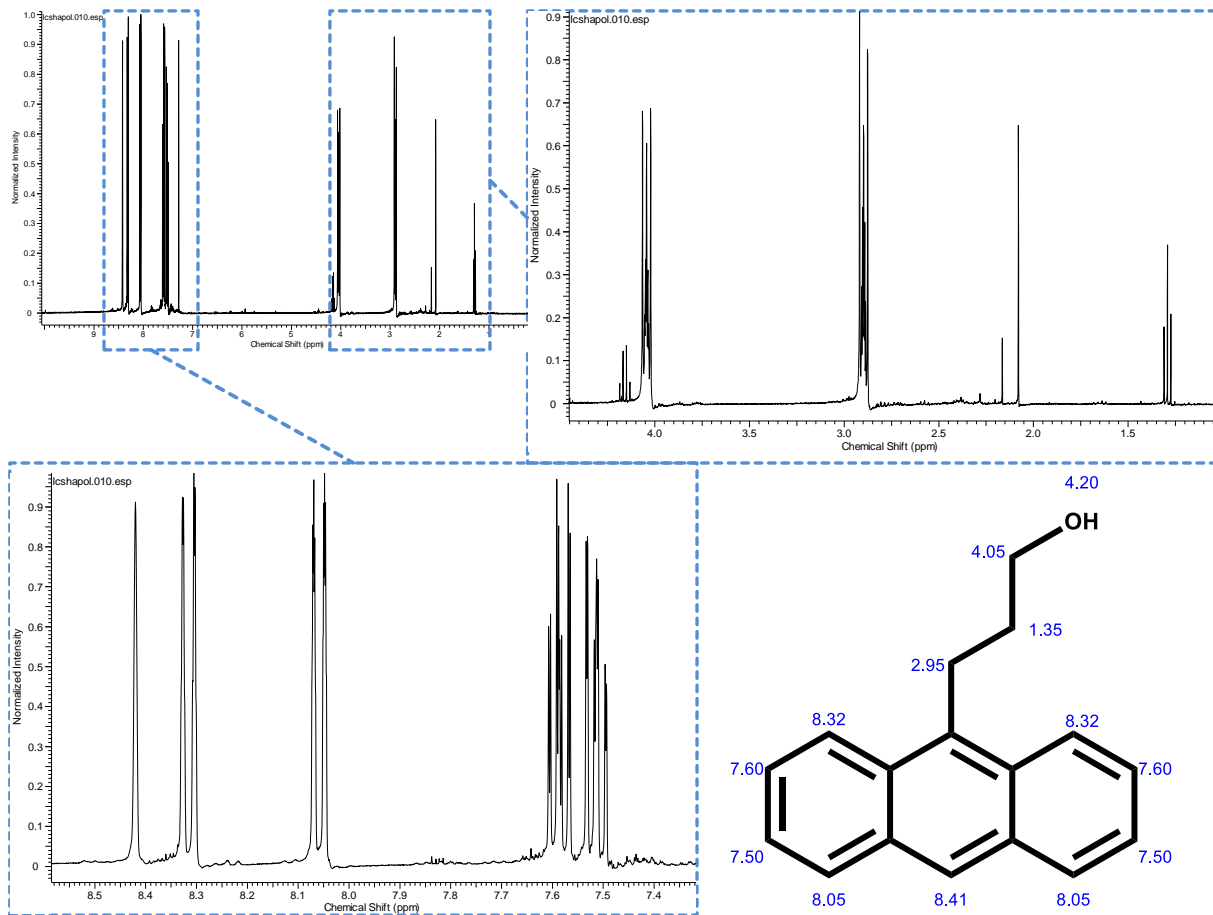 lcshapol.010.esp
Normalized Intensity
1.0
0.9
0.8
0.7
0.6
0.5
0.4
0.3
0.2
0.1
0
9 8 7 6 5 4 3 2 1
Chemical Shift (ppm)
lcshapol.010.esp
Normalized Intensity
0.9
0.8
0.7
0.6
0.5
0.4
0.3
0.2
0.1
0
4.0 3.5 3.0 2.5 2.0 1.5
Chemical Shift (ppm)
lcshapol.010.esp
Normalized Intensity
0.9
0.8
0.7
0.6
0.5
0.4
0.3
0.2
0.1
0
8.5 8.4 8.3 8.2 8.1 8.0 7.9 7.8 7.7 7.6 7.5 7.4
Chemical Shift (ppm)
4.20
OH
4.05
1.35
2.95
8.32 8.32
7.60 7.60
7.50 7.50
8.05 8.41 8.05